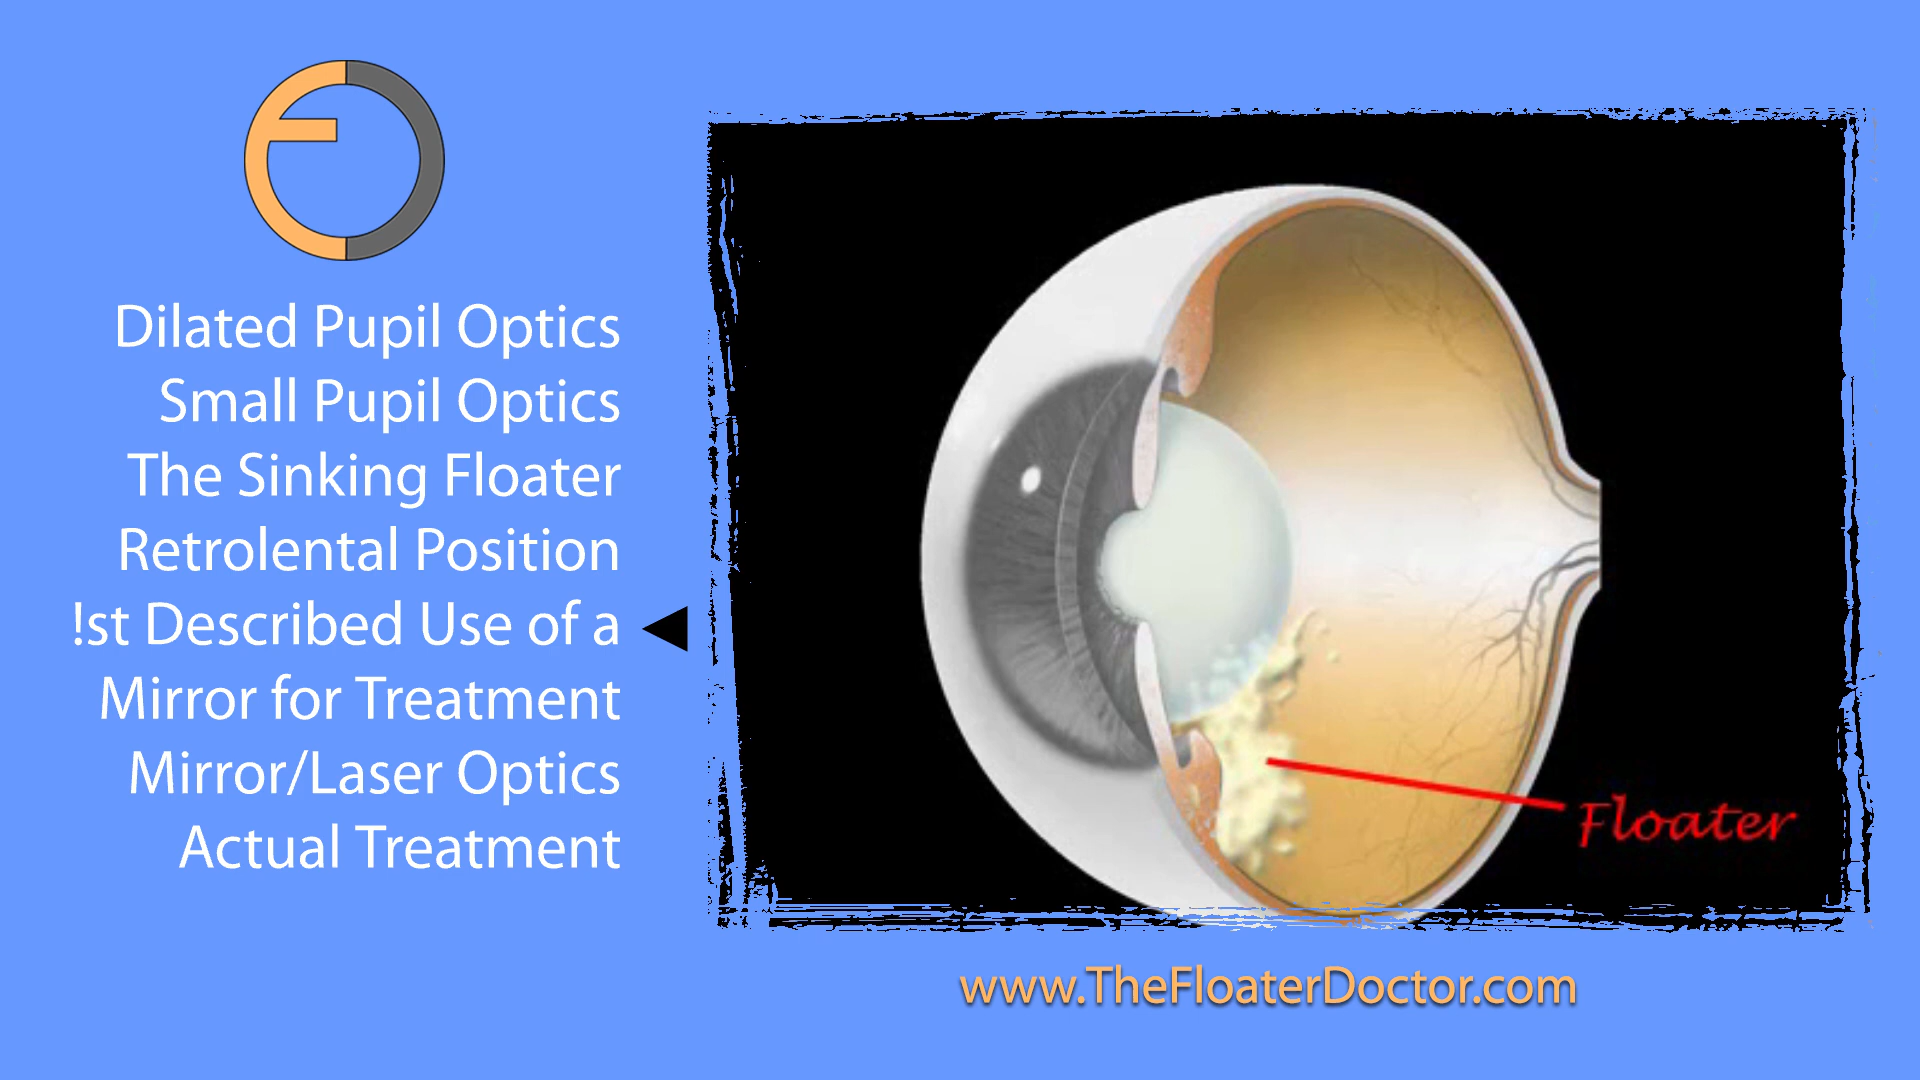 Dilated Pupil Optics
Small Pupil Optics
The Sinking Floater
Retrolental Position
!st Described Use of a
Mirror for Treatment
Mirror/Laser Optics
Actual Treatment
Floater
www.TheFloaterDoctor.com